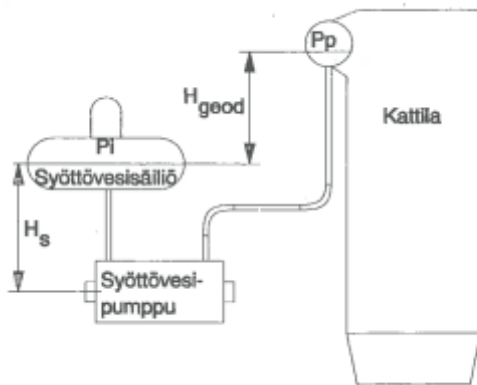 Pp
H geod
Kattila
Pi
Syöttövesisäiliö
H s
Syöttövesi-
pumppu